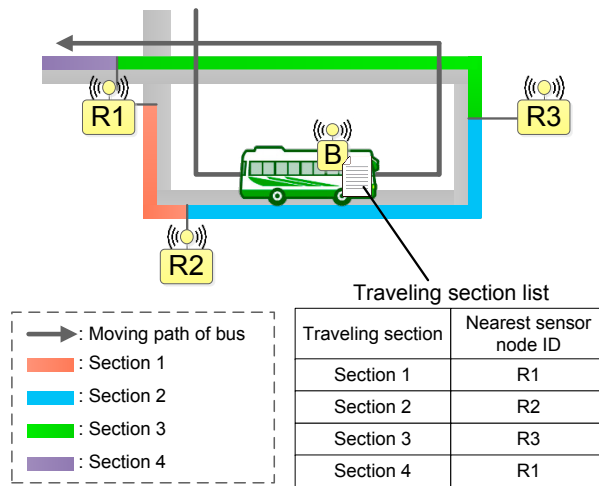 R1
B
R3
R2
Traveling section list
: Moving path of bus
: Section 1
: Section 2
: Section 3
: Section 4
Traveling section
Nearest sensor
node ID
Section 1 R1
Section 2 R2
Section 3 R3
Section 4 R1